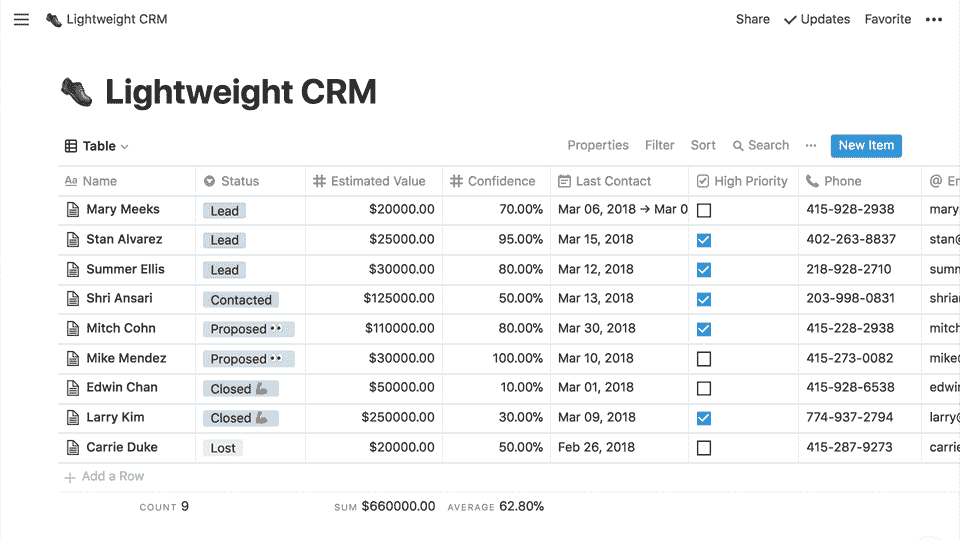 Lightweight CRM Share Updates Favorite
Lightweight CRM
Table Properties Filter Sort Search New Item
Aa Name Status Estimated Value Confidence Last Contact High Priority Phone @
Mary Meeks Lead $20000.00 70.00% Mar 06, 2018 → Mar 0 415-928-2938 mary
Stan Alvarez Lead $25000.00 95.00% Mar 15, 2018 402-263-8837 stan@
Summer Ellis Lead $30000.00 80.00% Mar 12, 2018 218-928-2710 sum
Shri Ansari Contacted $125000.00 50.00% Mar 13, 2018 203-998-0831 shria
Mitch Cohn Proposed 👀 $110000.00 80.00% Mar 30, 2018 415-228-2938 mitch
Mike Mendez Proposed 👀 $30000.00 100.00% Mar 10, 2018 415-273-0082 mike@
Edwin Chan Closed 💪 $50000.00 10.00% Mar 01, 2018 415-928-6538 edwi
Larry Kim Closed 💪 $250000.00 30.00% Mar 09, 2018 774-937-2794 larry@
Carrie Duke Lost $20000.00 50.00% Feb 26, 2018 415-287-9273 carrie
+ Add a Row
COUNT 9 SUM $660000.00 AVERAGE 62.80%